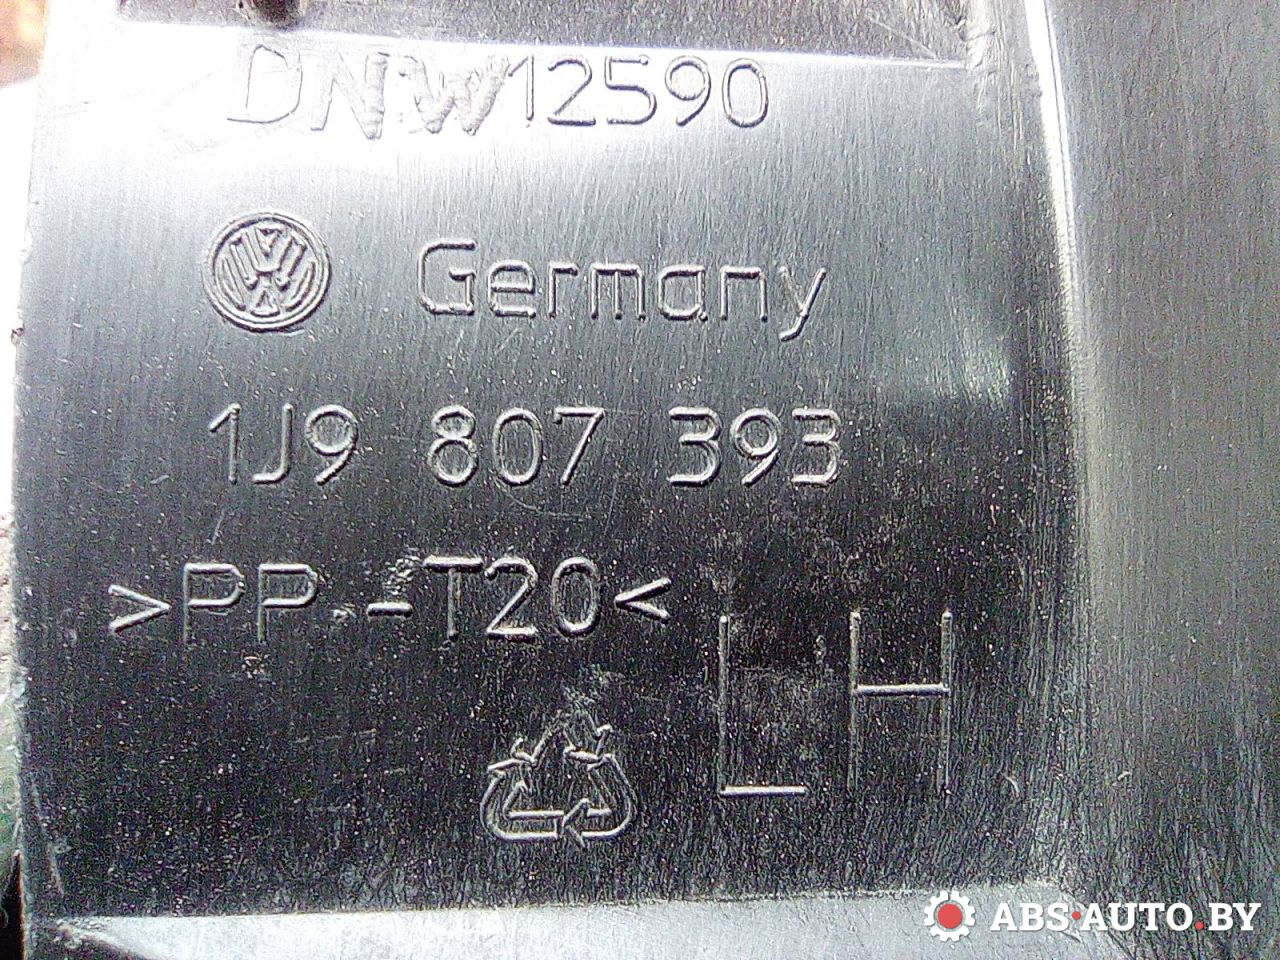 DNW12590
Germany
1J9 807 393
>PP-T20<
LH
ABS·AUTO.BY